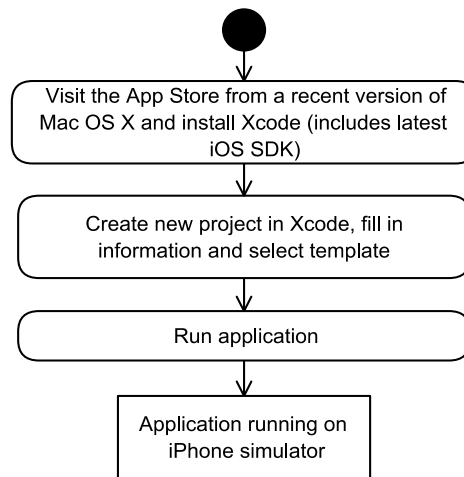 Visit the App Store from a recent version of
Mac OS X and install Xcode (includes latest
iOS SDK)
Create new project in Xcode, fill in
information and select template
Run application
Application running on
iPhone simulator